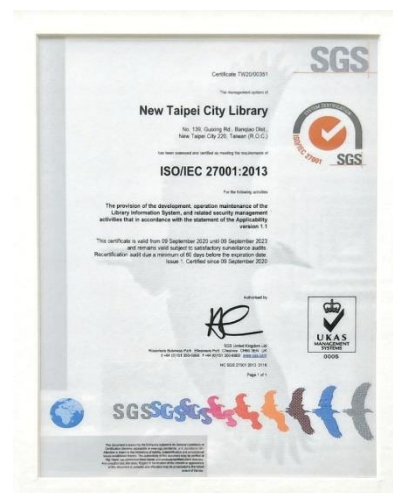 SGS
Certificate TW20/00351
The management system of
New Taipei City Library
No. 139, Guixing Rd., Banqiao Dist.,
New Taipei City 220, Taiwan (R.O.C.)
has been assessed and certified as meeting the requirements of
SYSTEM CERTIFICATION
ISO/IEC 27001
SGS
ISO/IEC 27001:2013
For the following activities
The provision of the development, operation maintenance of the
Library Information System, and related security management
activities that in accordance with the statement of the Applicability
version 1.1
This certificate is valid from 09 September 2020 until 09 September 2023
and remains valid subject to satisfactory surveillance audits.
Recertification audit due a minimum of 60 days before the expiration date
Issue 1. Certified since 09 September 2020
Authorised by
SGS United Kingdom Ltd
Page 1 of 1
UKAS
MANAGEMENT
SYSTEMS
0005
SGSSGSGSGS